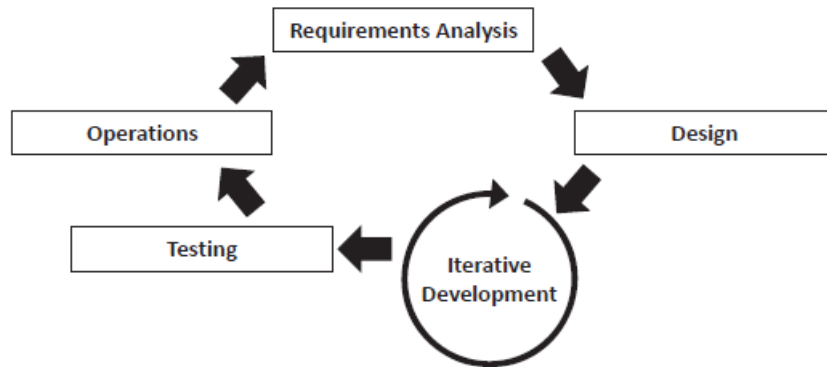 Requirements Analysis
Operations
Design
Testing
Iterative
Development